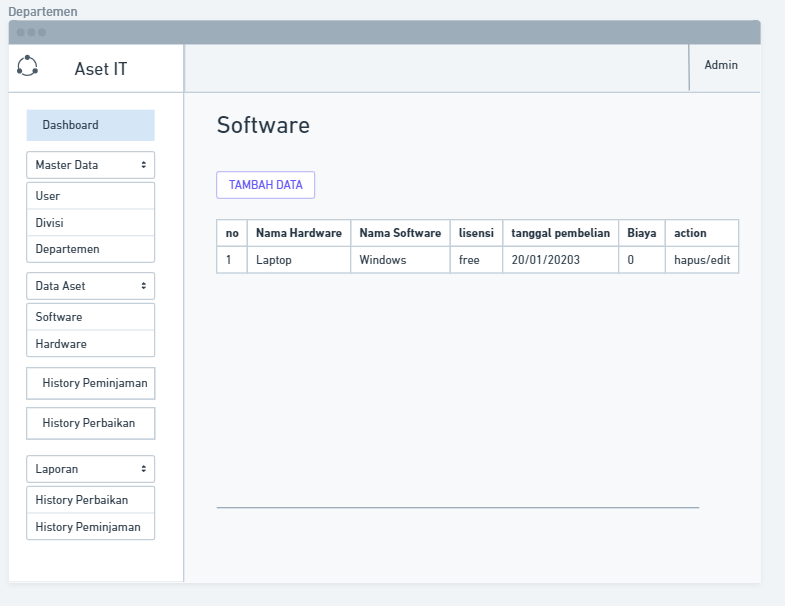 Departemen
Aset IT
Admin
Dashboard
Master Data
User
Divisi
Departemen
Data Aset
Software
Hardware
History Peminjaman
History Perbaikan
Laporan
History Perbaikan
History Peminjaman
Software
TAMBAH DATA
no Nama Hardware Nama Software lisensi tanggal pembelian Biaya action
1 Laptop Windows free 20/01/20203 0 hapus/edit